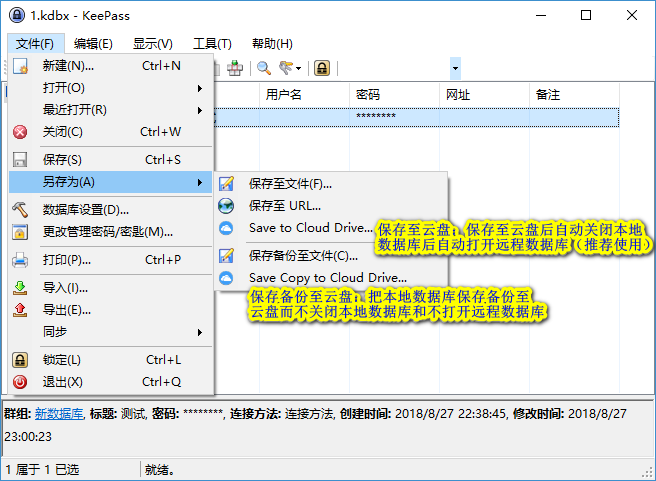 1.kdbx - KeePass
文件(F) 编辑(E) 显示(V) 工具(T) 帮助(H)
用户名 密码 网址 备注
********
新建(N)... Ctrl+N
打开(O)
最近打开(R)
关闭(C) Ctrl+W
保存(S) Ctrl+S
另存为(A)
数据库设置(D)...
更改管理密码/密匙(M)...
打印(P)... Ctrl+P
导入(I)...
导出(E)...
同步
锁定(L) Ctrl+L
退出(X) Ctrl+Q
保存至文件(F)...
保存至 URL...
Save to Cloud Drive...
保存备份至文件(C)...
Save Copy to Cloud Drive...
保存至云盘：保存至云盘后自动关闭本地
数据库后自动打开远程数据库（推荐使用）
保存备份至云盘：把本地数据库保存备份至
云盘而不关闭本地数据库和不打开远程数据库
群组: 新数据库, 标题: 测试, 密码: ********, 连接方法: 连接方法, 创建时间: 2018/8/27 22:38:45, 修改时间: 2018/8/27
23:00:23
1 属于 1 已选 就绪。